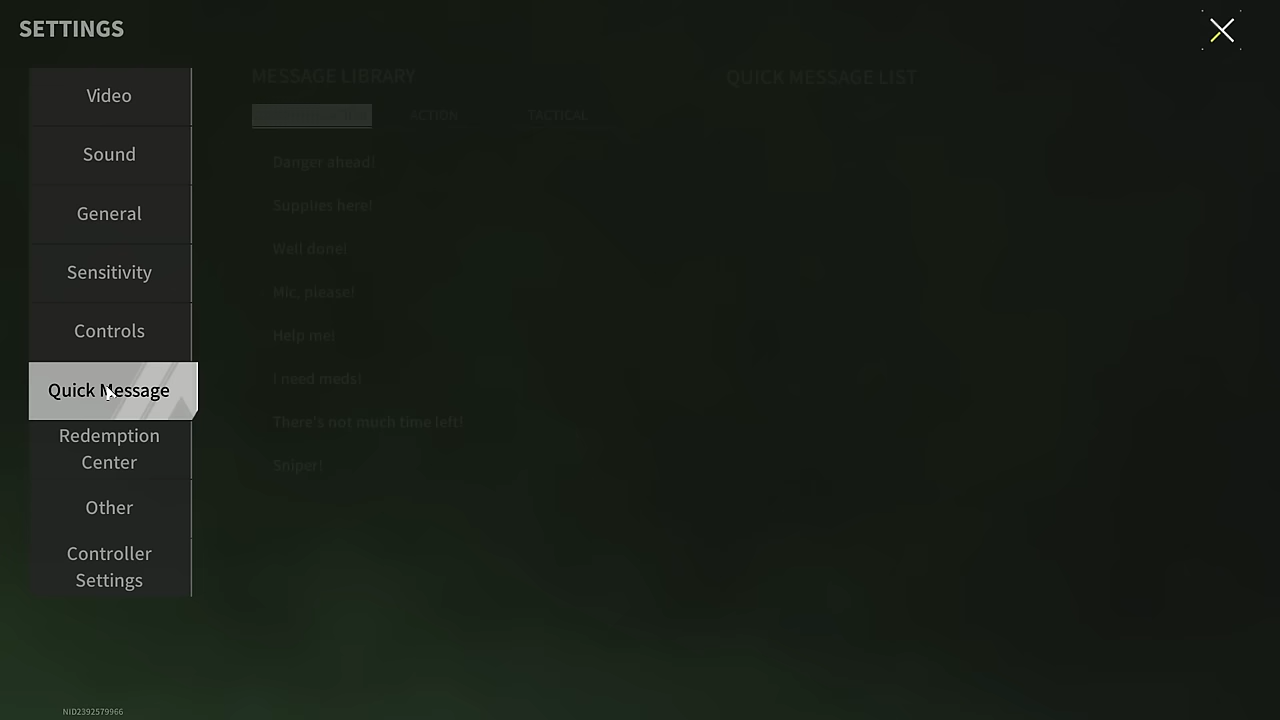 SETTINGS
Video
Sound
General
Sensitivity
Controls
Quick Message
Redemption
Center
Other
Controller
Settings
MESSAGE LIBRARY
ACTION
TACTICAL
Danger ahead!
Supplies here!
Well done!
Mic, please!
Help me!
I need meds!
There's not much time left!
Sniper!
QUICK MESSAGE LIST
NID2392579966